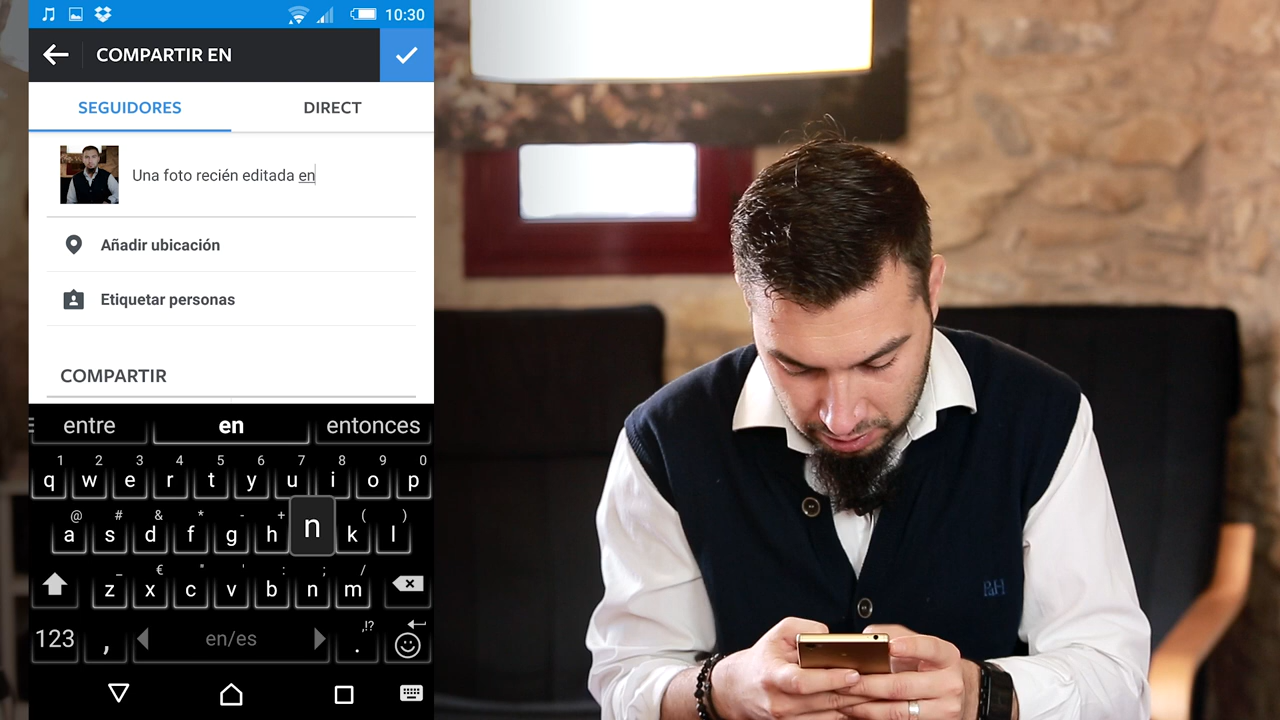 10:30
COMPARTIR EN
SEGUIDORES DIRECT
Una foto recién editada en
Añadir ubicación
Etiquetar personas
COMPARTIR
entre en entonces
1 2 3 4 5 6 7 8 9 0
q w e r t y u i o p
@ # & * - + ( )
a s d f g h n k l
_ € " ' : ; /
z x c v b n m
123 , en/es . ,!?